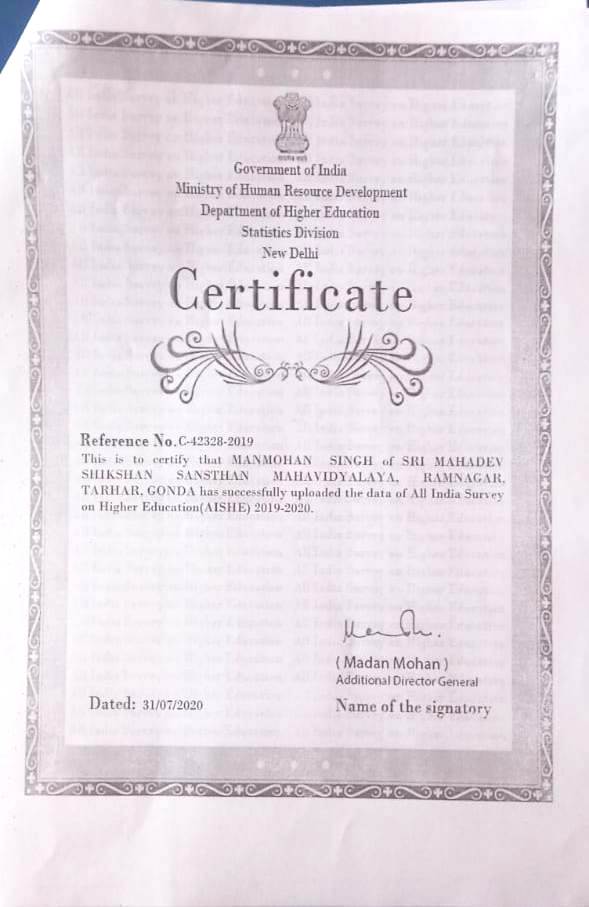 Government of India
Ministry of Human Resource Development
Department of Higher Education
Statistics Division
New Delhi
Certificate
Reference No.C-42328-2019
This is to certify that MANMOHAN SINGH of SRI MAHADEV
SHIKSHAN SANSTHAN MAHAVIDYALAYA, RAMNAGAR,
TARHAR, GONDA has successfully uploaded the data of All India Survey
on Higher Education(AISHE) 2019-2020.
( Madan Mohan )
Additional Director General
Dated: 31/07/2020
Name of the signatory